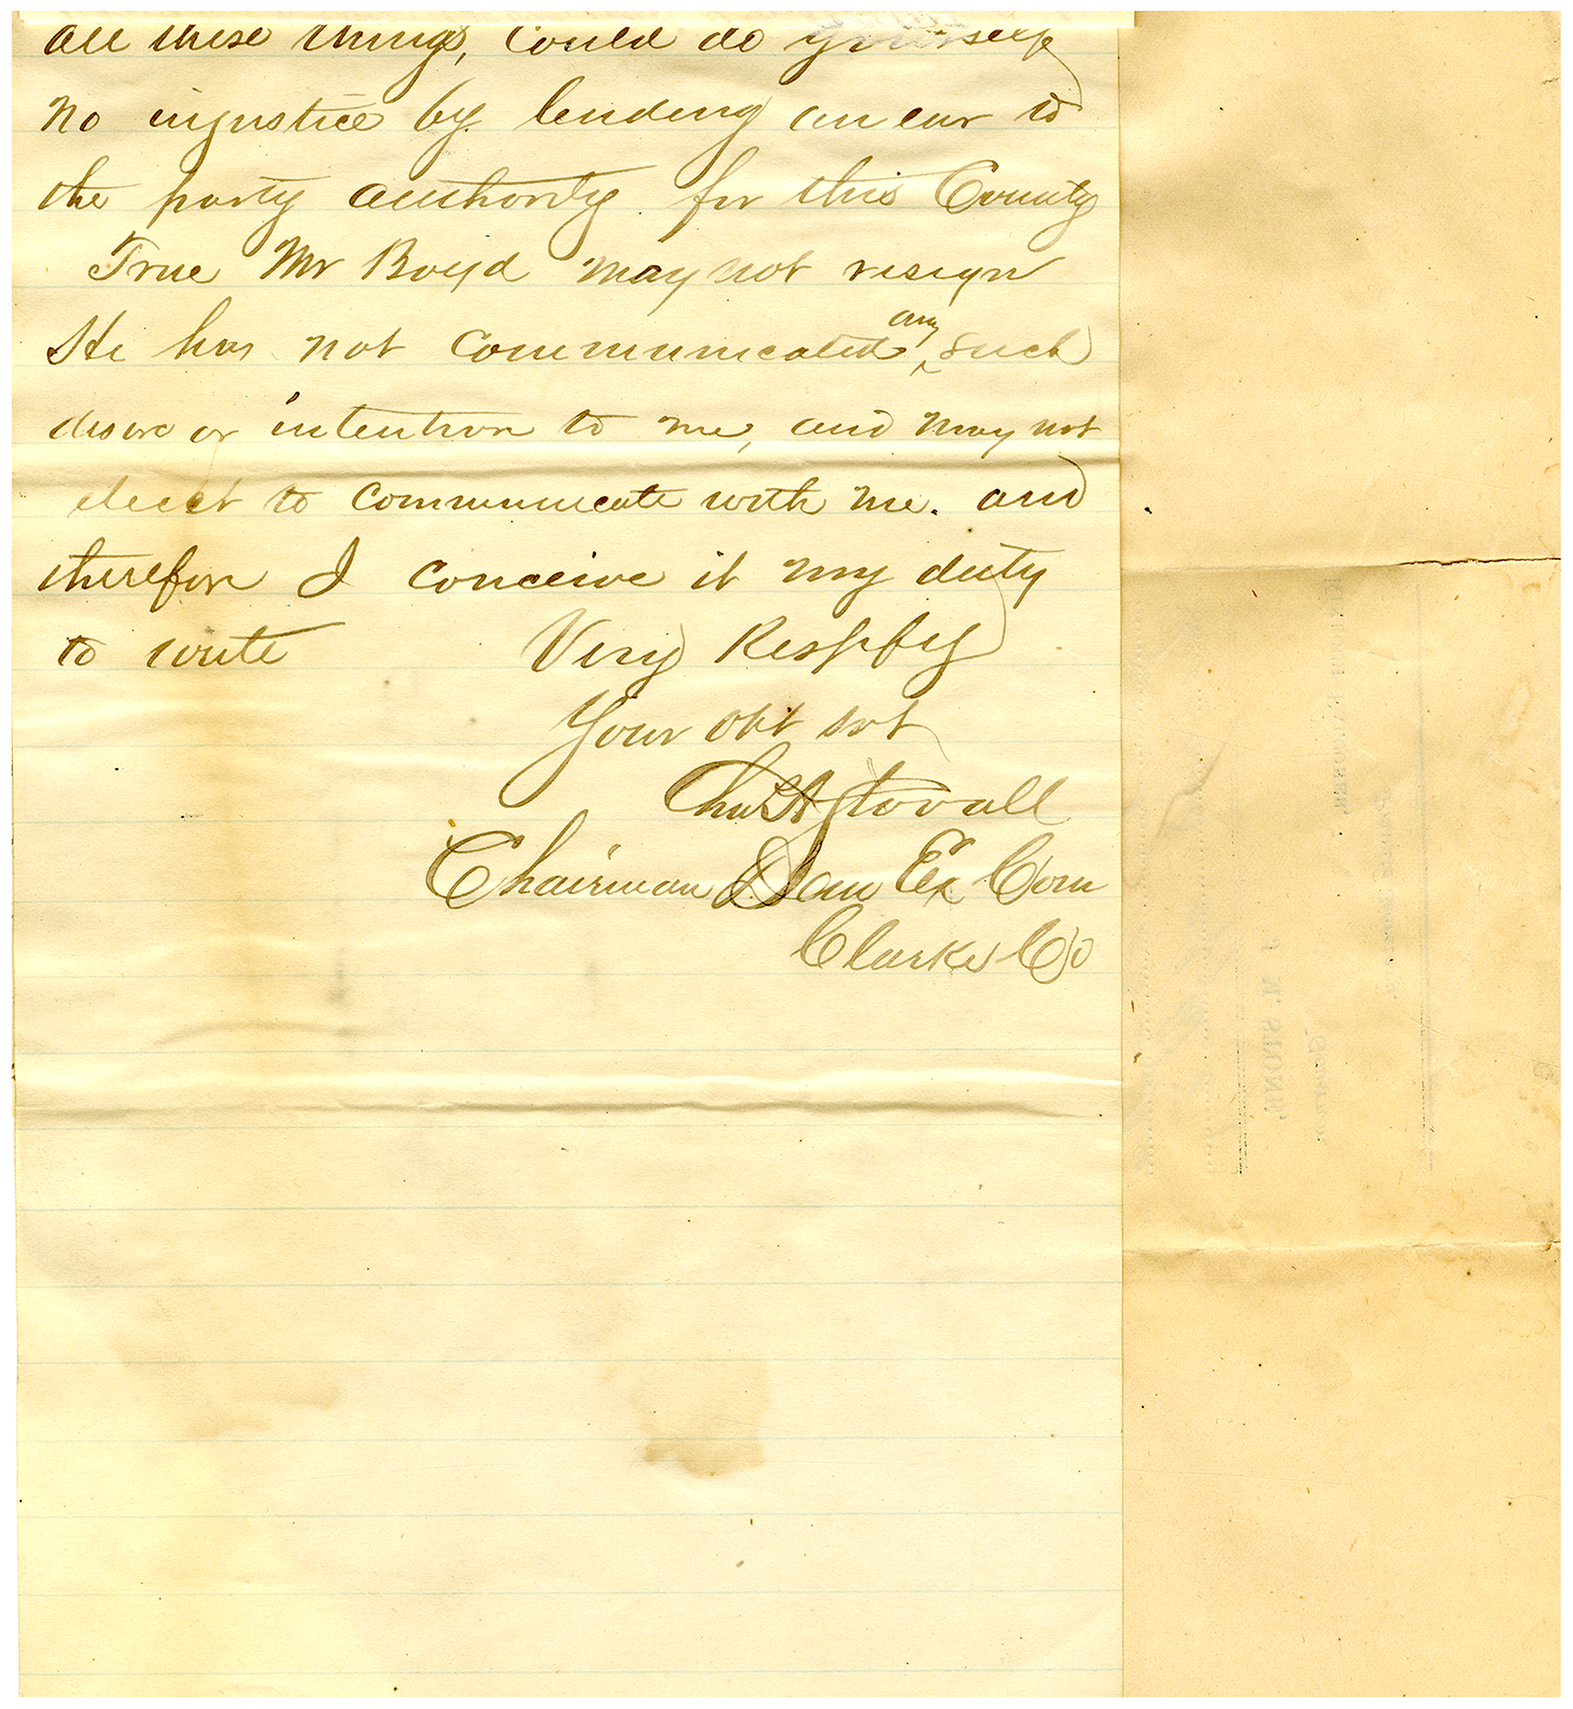 all these things, could do yourself
no injustice by lending an ear to
the party authority for this County
True Mr Boyd may not resign
He has not communicated any such
desire or intention to me, and may not
elect to communicate with me. and
therefore I conceive it my duty
to write Very Respfly
Your obt svt
Chas A Stovall
Chairman Dem Ex Com
Clarke Co